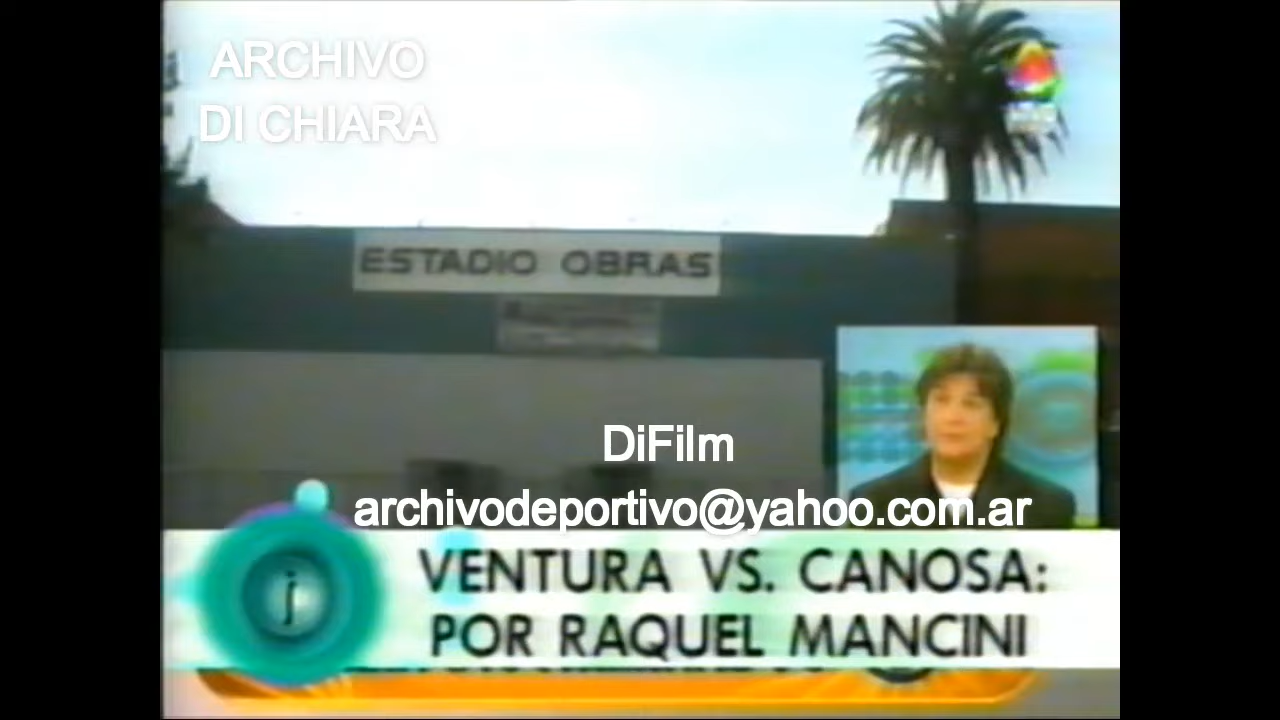 ARCHIVO
DI CHIARA
ESTADIO OBRAS
DiFilm
archivodeportivo@yahoo.com.ar
j
VENTURA VS. CANOSA:
POR RAQUEL MANCINI